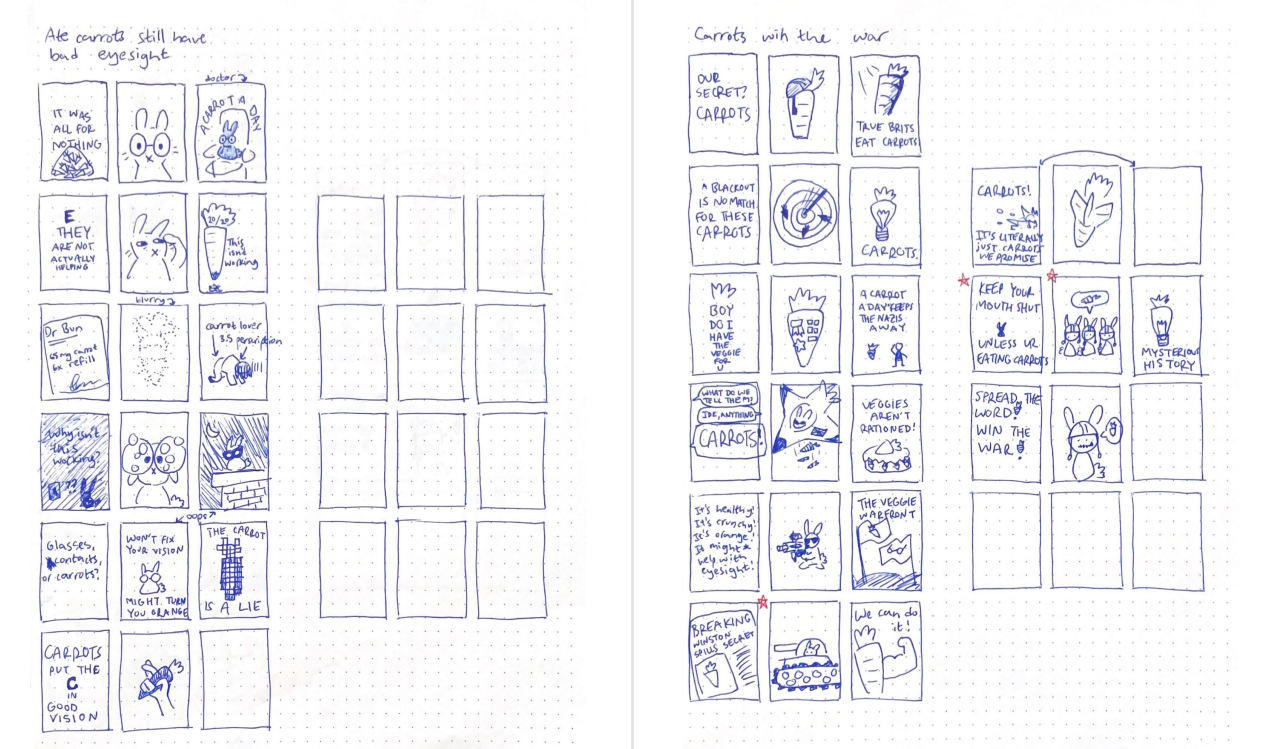 Ate carrots still have
bad eyesight
IT WAS
ALL FOR
NOTHING
doctor
A CARROT A DAY
E
THEY
ARE NOT
ACTUALLY
HELPING
20/20
This
isn't
working
Dr Bun
65mg carrot
6x refill
blurry
carrot lover
3.5 perscription
Why isn't
this
working?
??
oops
Glasses,
contacts,
or carrots?
WON'T FIX
YOUR VISION
MIGHT TURN
YOU ORANGE
THE CARROT
IS A LIE
CARROTS
PUT THE
C
IN
GOOD
VISION
Carrots win the war
OUR
SECRET?
CARROTS
TRUE BRITS
EAT CARROTS
A BLACKOUT
IS NO MATCH
FOR THESE
CARROTS
CARROTS.
BOY
DO I
HAVE
THE
VEGGIE
FOR
U
A CARROT
A DAY KEEPS
THE NAZIS
AWAY
WHAT DO WE
TELL THEM?
IDK, ANYTHING
CARROTS!
VEGGIES
AREN'T
RATIONED!
It's healthy!
It's crunchy!
It's orange!
It might*
help with
eyesight!
THE VEGGIE
WARFRONT
BREAKING
WINSTON
SPILLS SECRET
We can do
it!
CARROTS!
IT'S LITERALLY
JUST CARROTS
WE PROMISE
KEEP YOUR
MOUTH SHUT
UNLESS UR
EATING CARROTS
MYSTERIOUS
HISTORY
SPREAD THE
WORD!
WIN THE
WAR!